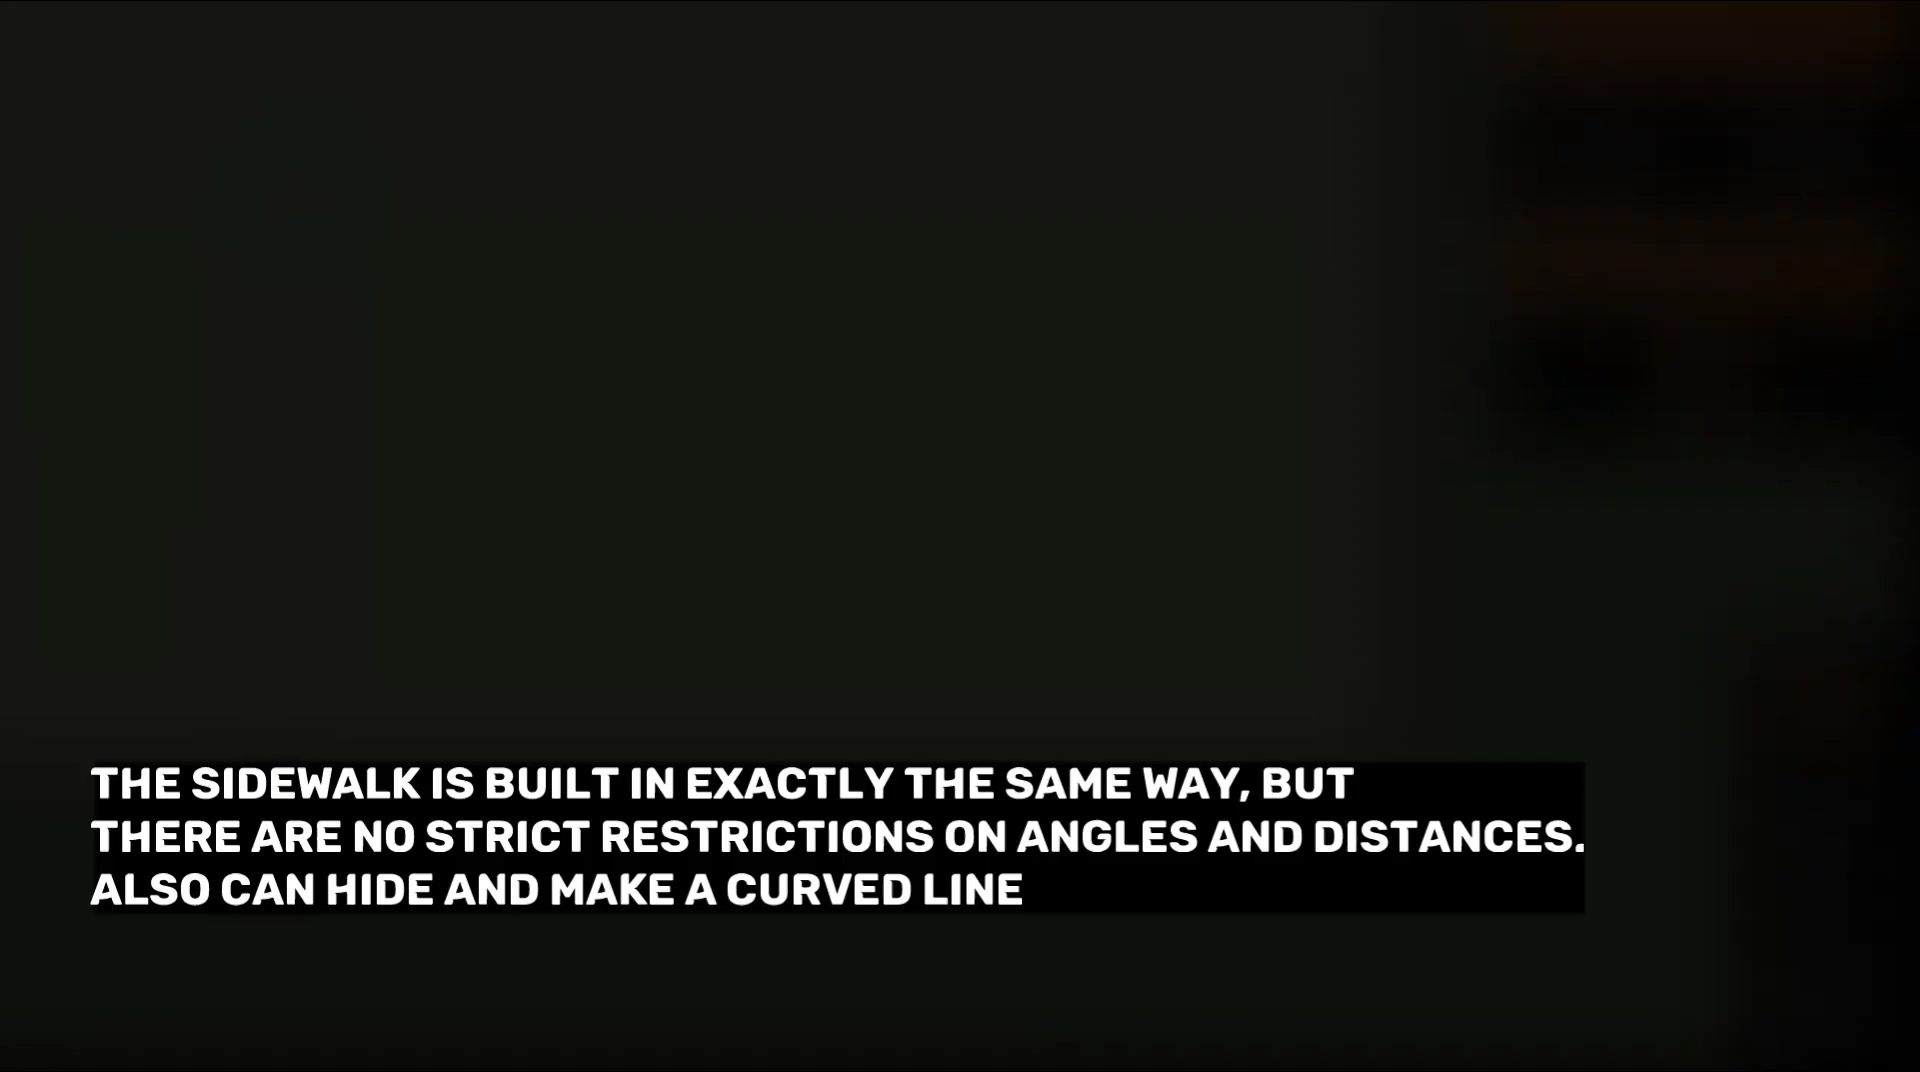 THE SIDEWALK IS BUILT IN EXACTLY THE SAME WAY, BUT
THERE ARE NO STRICT RESTRICTIONS ON ANGLES AND DISTANCES.
ALSO CAN HIDE AND MAKE A CURVED LINE